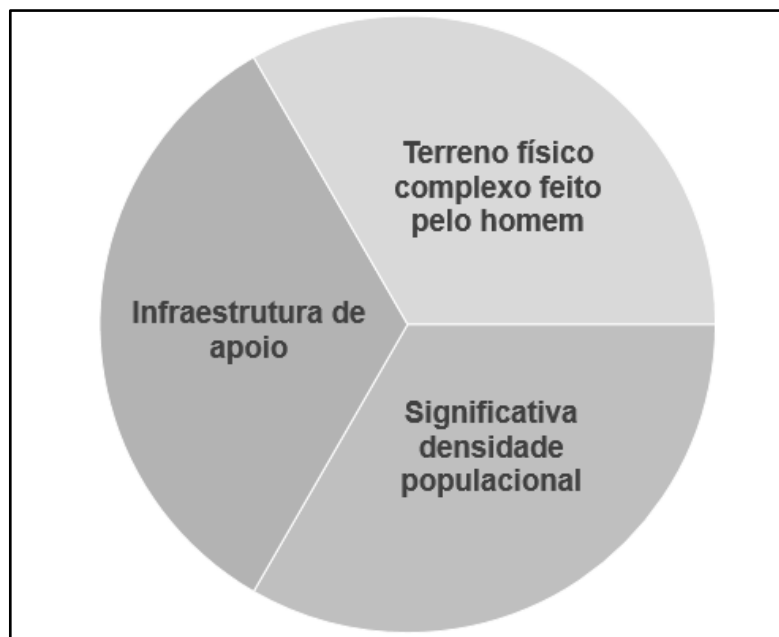 Terreno físico
complexo feito
pelo homem
Infraestrutura de
apoio
Significativa
densidade
populacional